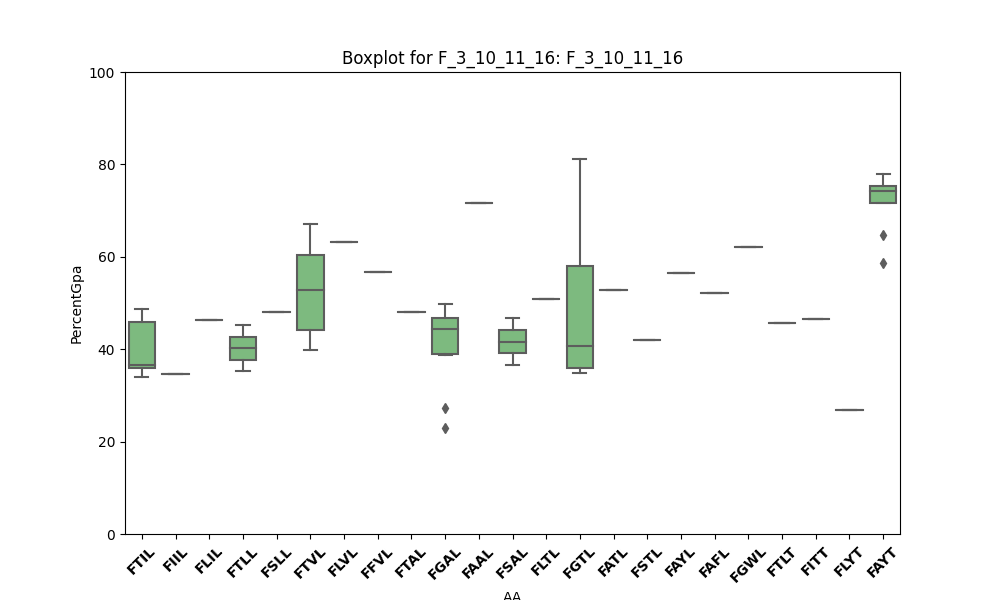 Boxplot for F_3_10_11_16: F_3_10_11_16
100
80
60
40
20
0
PercentGpa
FTIL FIIL FLIL FTLL FSLL FTVL FLVL FFVL FTAL FGAL FAAL FSAL FLTL FGTL FATL FSTL FAYL FAFL FGWL FTLT FITT FLYT FAYT
AA